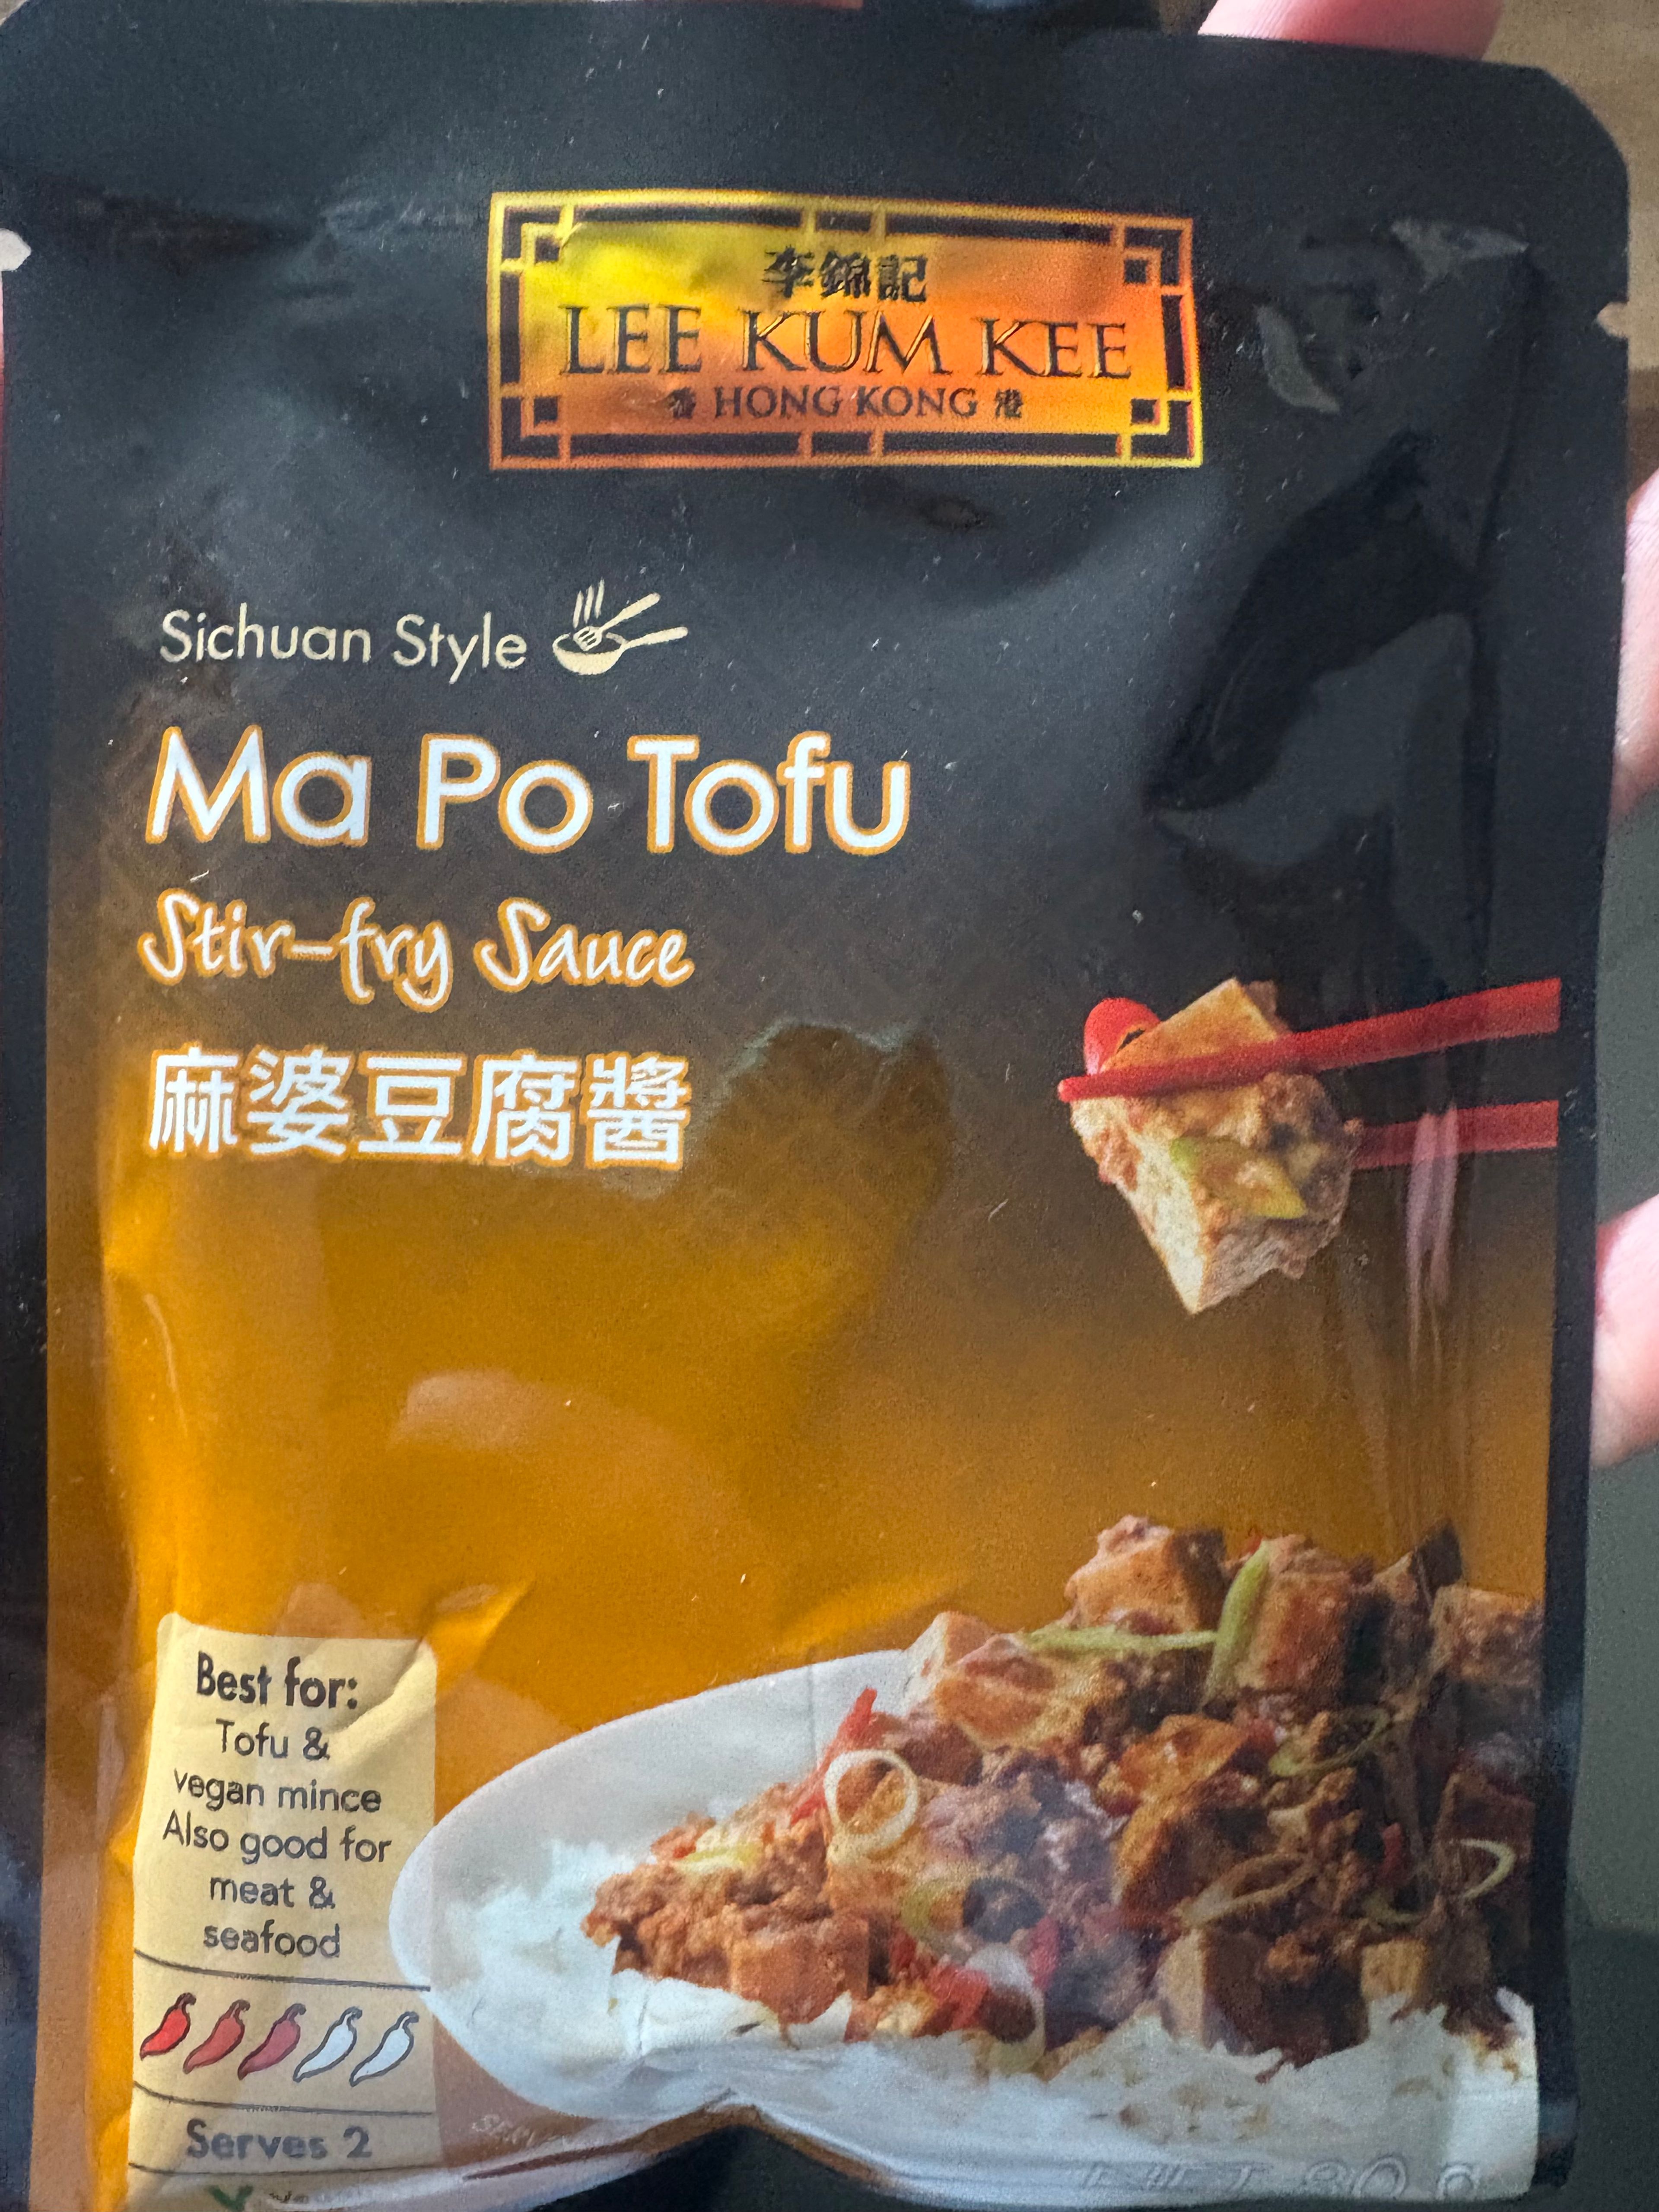 李錦記
LEE KUM KEE
香 HONG KONG 港
Sichuan Style
Ma Po Tofu
Stir-fry Sauce
麻婆豆腐醬
Best for:
Tofu &
vegan mince
Also good for
meat &
seafood
Serves 2